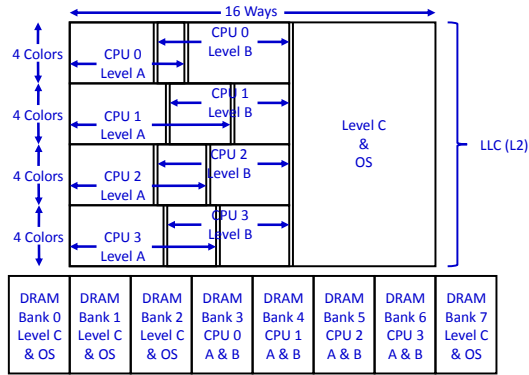 16 Ways
4 Colors
CPU 0
Level A
CPU 0
Level B
4 Colors
CPU 1
Level A
CPU 1
Level B
4 Colors
CPU 2
Level A
CPU 2
Level B
4 Colors
CPU 3
Level A
CPU 3
Level B
Level C
&
OS
LLC (L2)
DRAM
Bank 0
Level C
& OS
DRAM
Bank 1
Level C
& OS
DRAM
Bank 2
Level C
& OS
DRAM
Bank 3
CPU 0
A & B
DRAM
Bank 4
CPU 1
A & B
DRAM
Bank 5
CPU 2
A & B
DRAM
Bank 6
CPU 3
A & B
DRAM
Bank 7
Level C
& OS